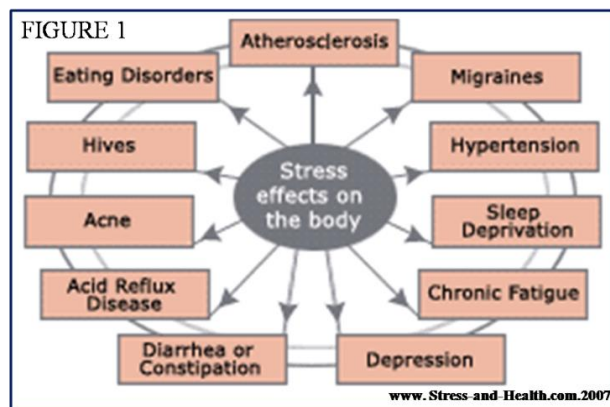 FIGURE 1
Atherosclerosis
Eating Disorders
Migraines
Hives
Hypertension
Stress
effects on
the body
Acne
Sleep
Deprivation
Acid Reflux
Disease
Chronic Fatigue
Diarrhea or
Constipation
Depression
www.Stress-and-Health.com.2007